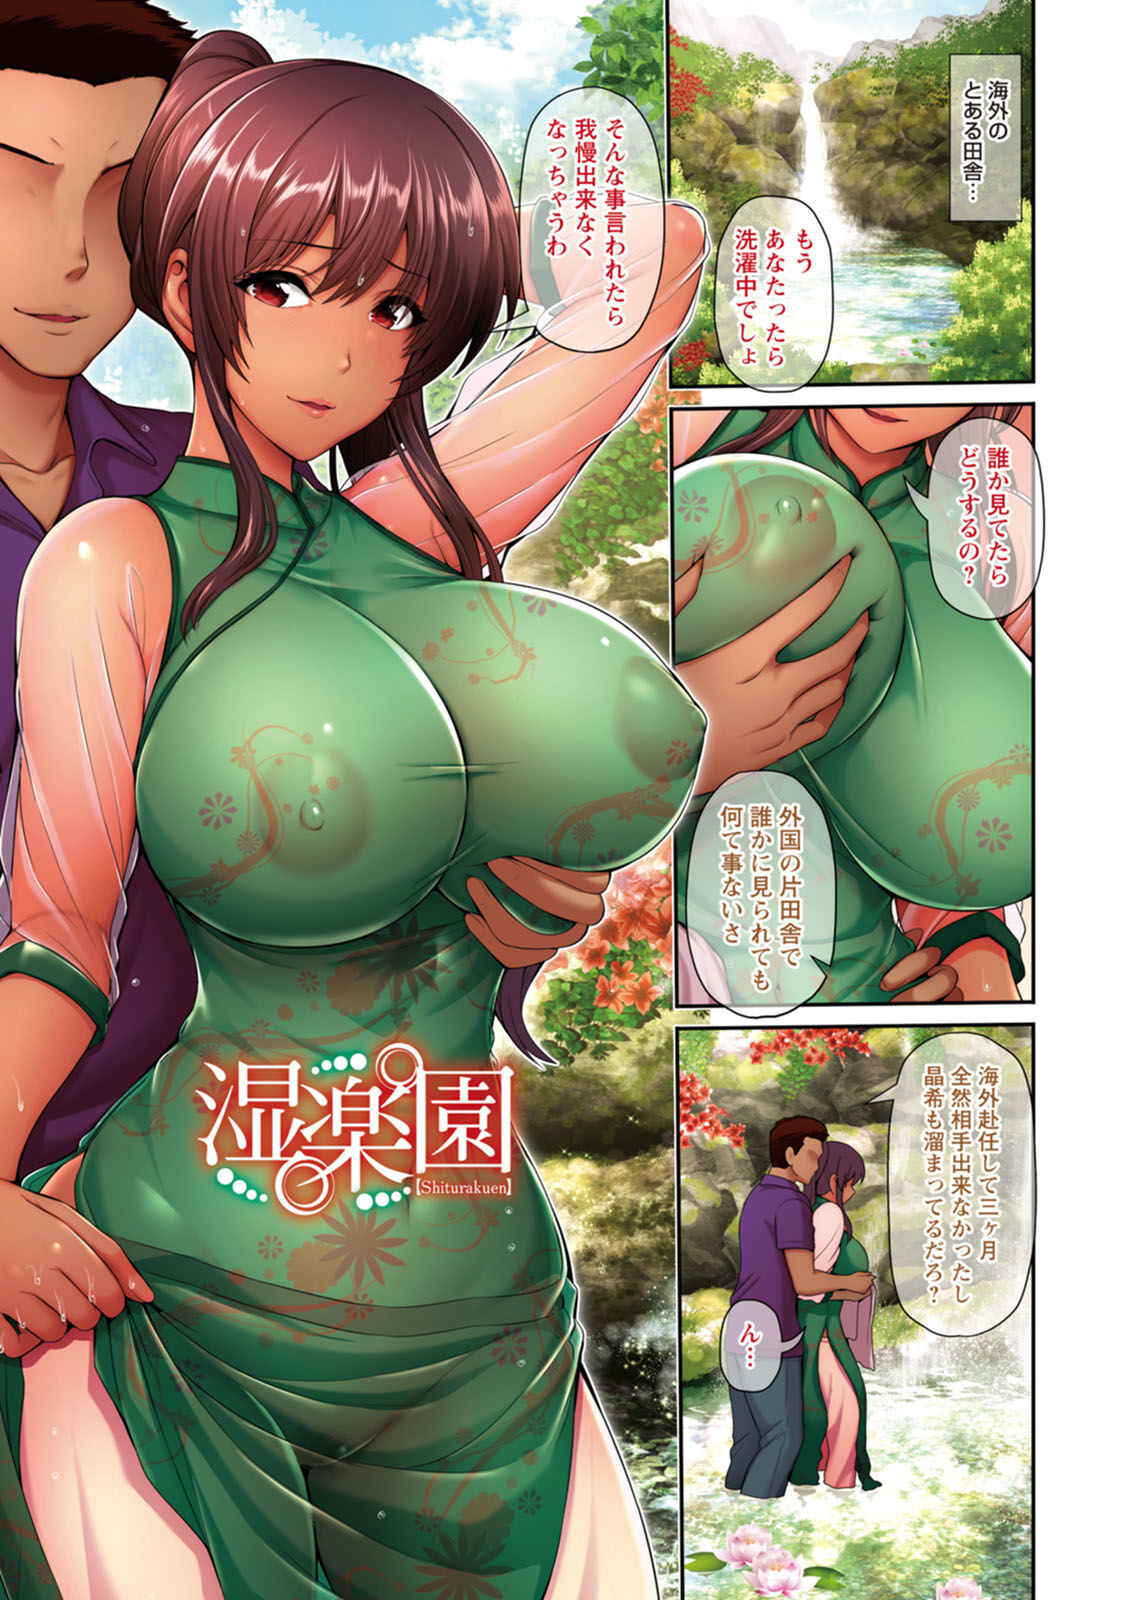 海外の
とある田舎…
もう
あなたったら
洗濯中でしょ
誰か見てたら
どうするの？
外国の片田舎で
誰かに見られても
何て事ないさ
海外赴任して三ヶ月
全然相手出来なかったし
晶希も溜まってるだろ？
ん…
そんな事言われたら
我慢出来なく
なっちゃうわ
湿楽園
【Shiturakuen】